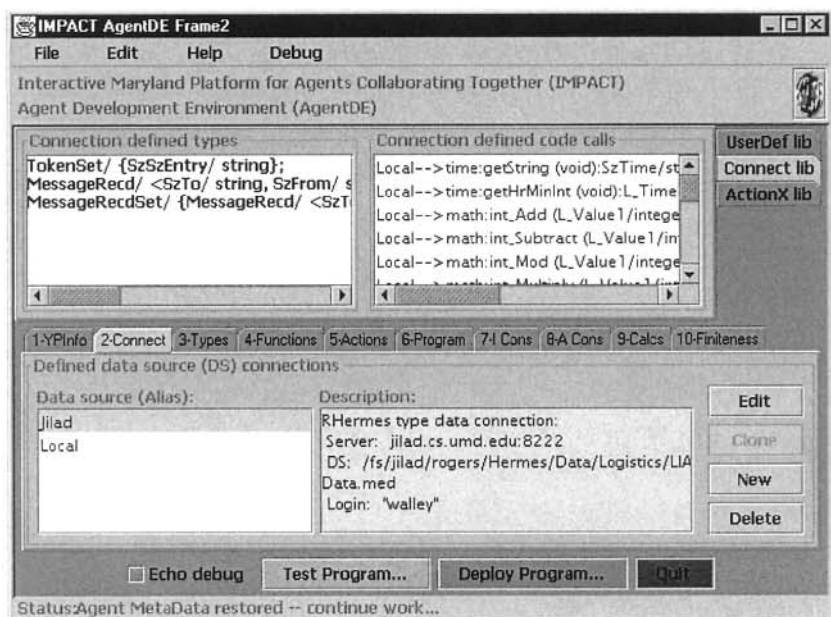 IMPACT AgentDE Frame2
File Edit Help Debug
Interactive Maryland Platform for Agents Collaborating Together (IMPACT)
Agent Development Environment (AgentDE)
Connection defined types
TokenSet/ {SzSzEntry/ string};
MessageRecd/ <SzTo/ string, SzFrom/ s
MessageRecdSet/ {MessageRecd/ <SzT
Connection defined code calls
Local-->time:getString (void):SzTime/st
Local-->time:getHrMinInt (void):L_Time
Local-->math:int_Add (L_Value1/intege
Local-->math:int_Subtract (L_Value1/in
Local-->math:int_Mod (L_Value1/intege
UserDef lib
Connect lib
ActionX lib
1-YPInfo 2-Connect 3-Types 4-Functions 5-Actions 6-Program 7-I Cons 8-A Cons 9-Calcs 10-Finiteness
Defined data source (DS) connections
Data source (Alias):
Jilad
Local
Description:
RHermes type data connection:
Server: jilad.cs.umd.edu:8222
DS: /fs/jilad/rogers/Hermes/Data/Logistics/LIA
Data.med
Login: "walley"
Edit
Clone
New
Delete
Echo debug Test Program... Deploy Program... Quit
Status:Agent MetaData restored -- continue work...